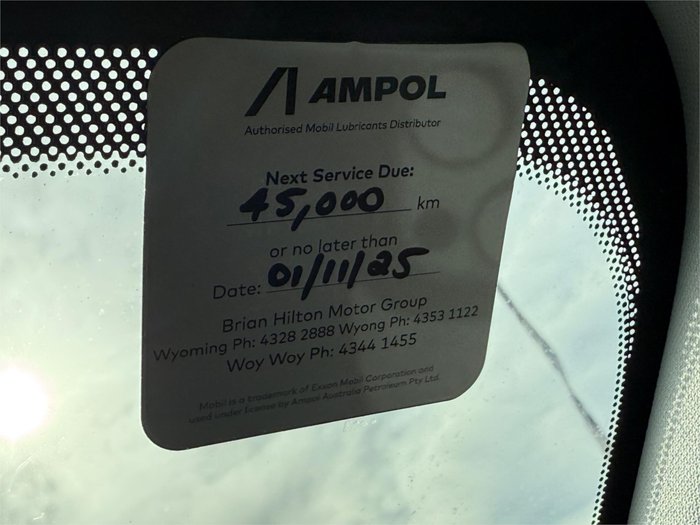 AMPOL
Authorised Mobil Lubricants Distributor
Next Service Due:
45,000 km
or no later than
Date: 01/11/25
Brian Hilton Motor Group
Wyoming Ph: 4328 2888 Wyong Ph: 4353 1122
Woy Woy Ph: 4344 1455
Mobil is a trademark of Exxon Mobil Corporation and
used under license by Ampol Australia Petroleum Pty Ltd.